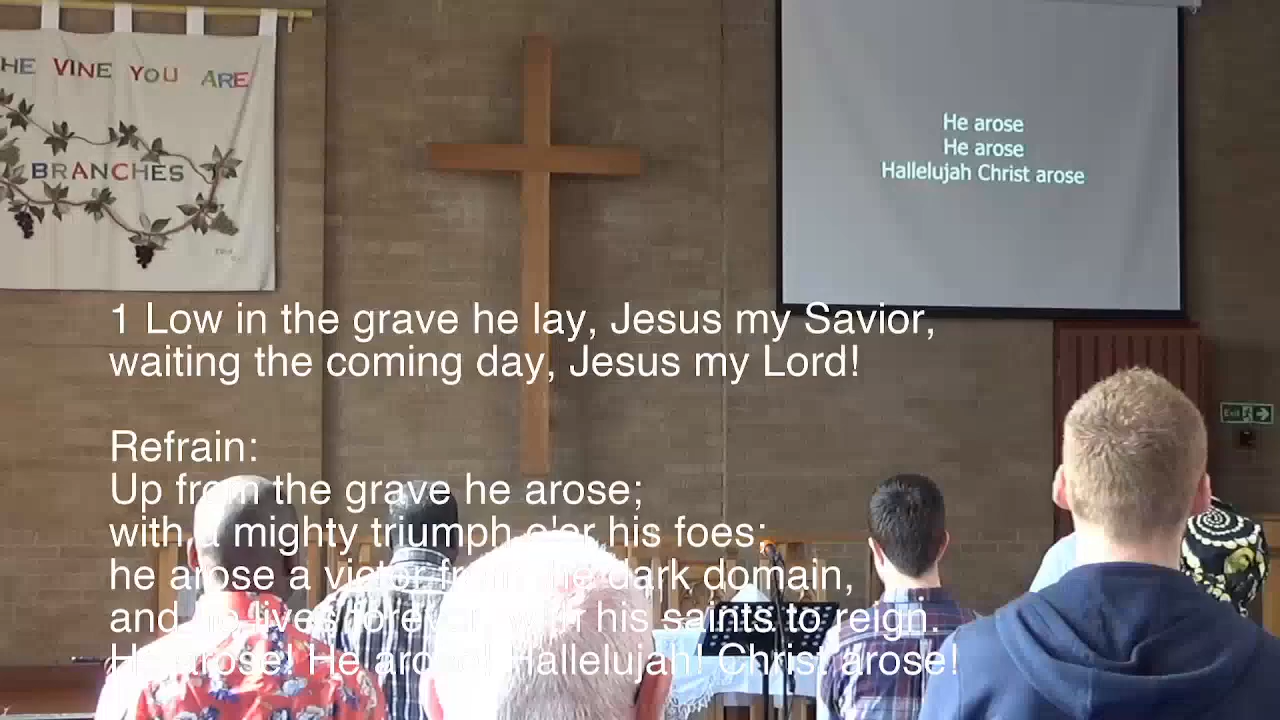 HE VINE YOU ARE
BRANCHES
He arose
He arose
Hallelujah Christ arose
1 Low in the grave he lay, Jesus my Savior,
waiting the coming day, Jesus my Lord!
Refrain:
Up from the grave he arose;
with a mighty triumph o'er his foes;
he arose a victor from the dark domain,
and he lives forever, with his saints to reign.
He arose! He arose! Hallelujah! Christ arose!
Exit